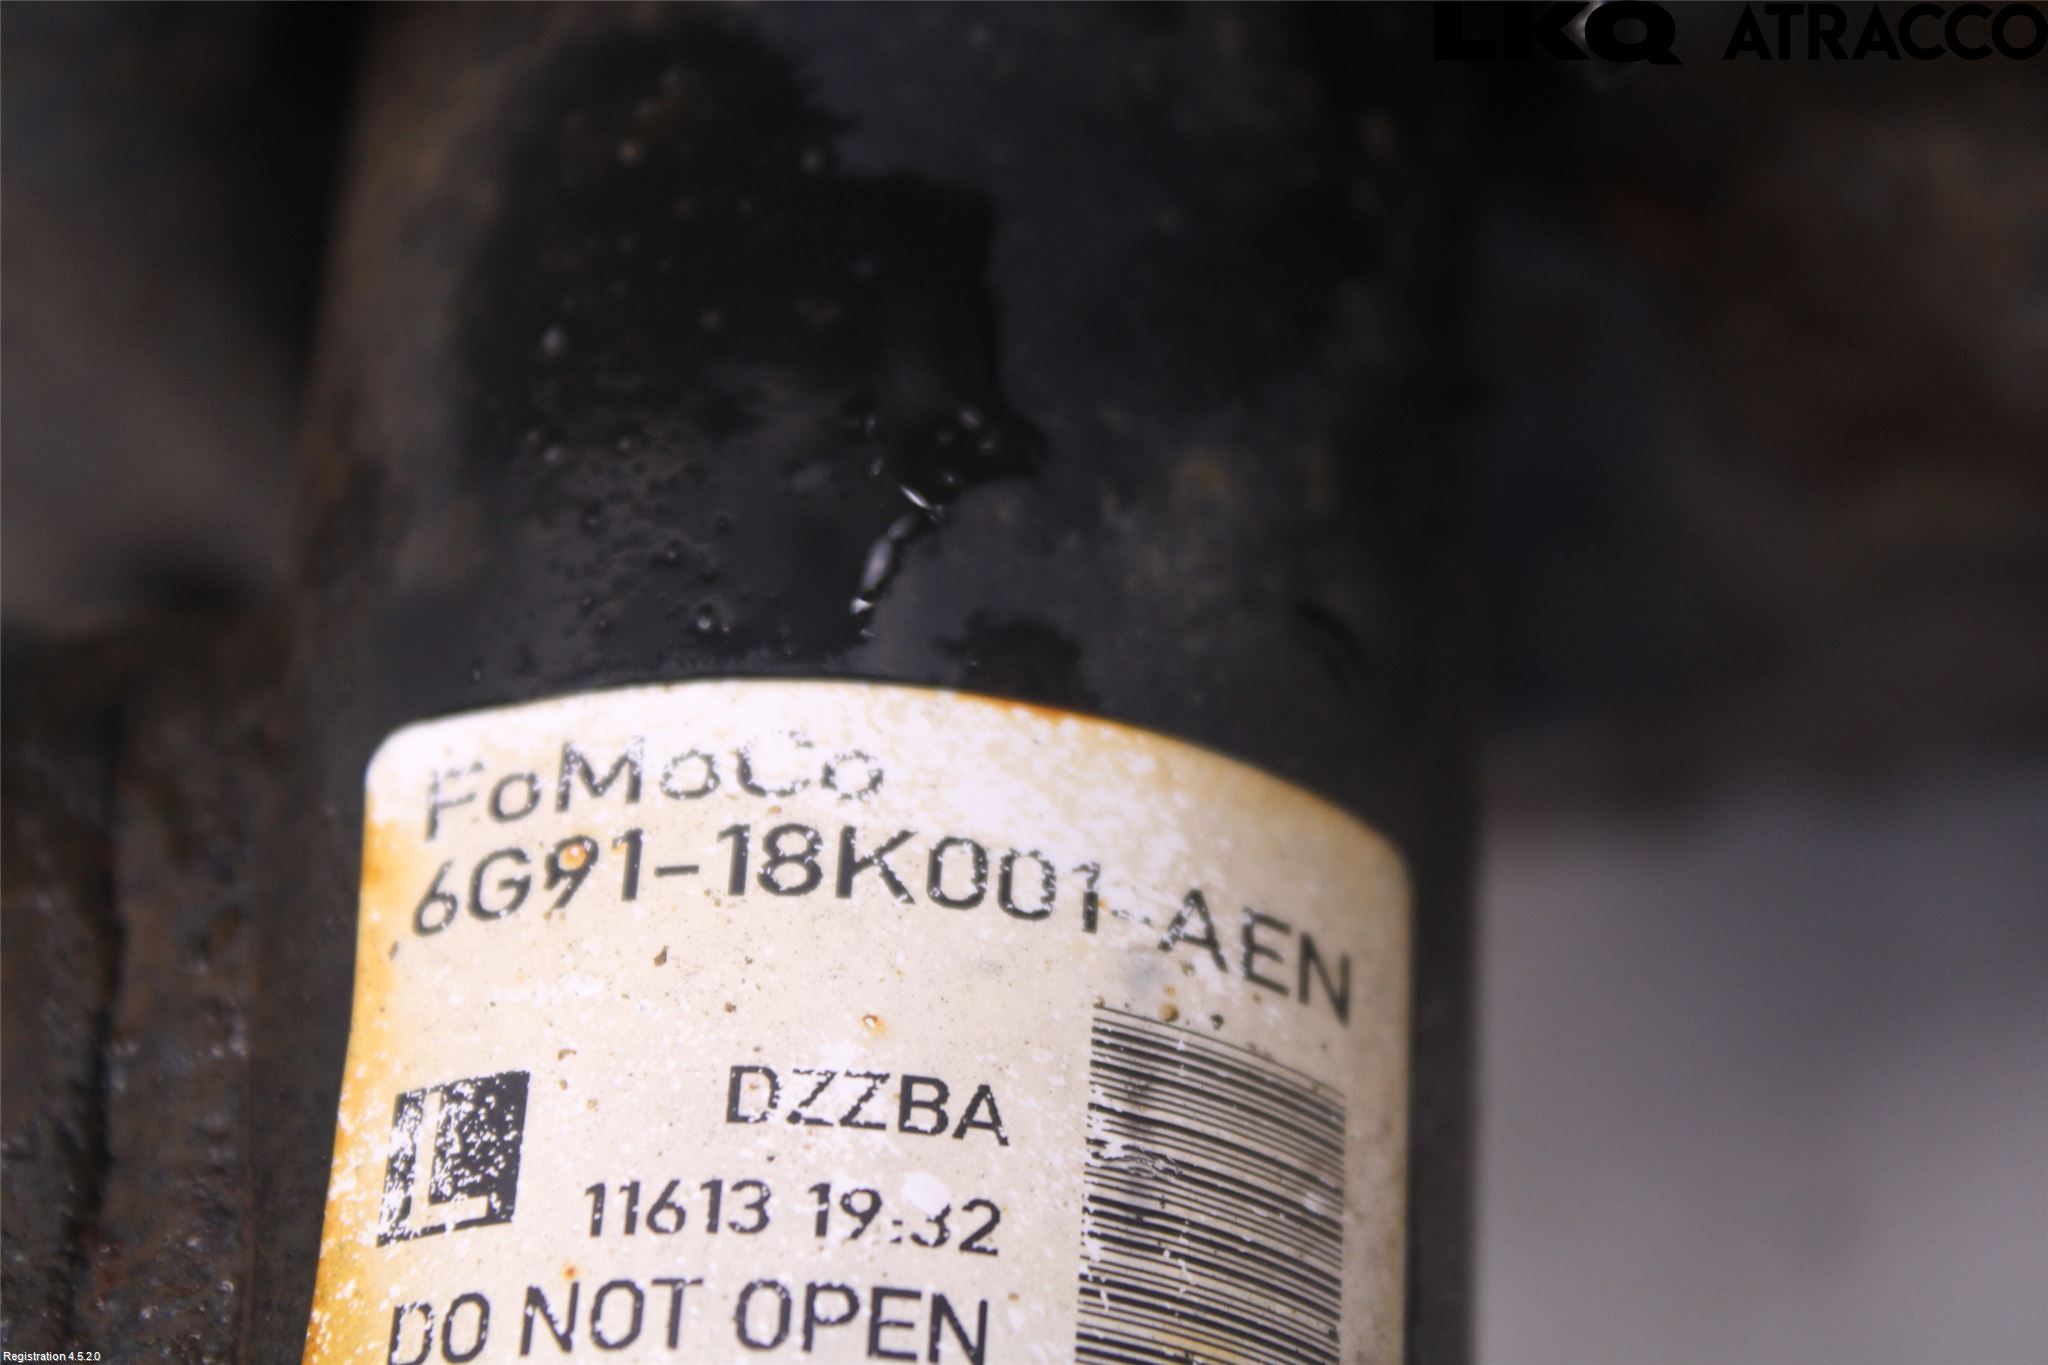 LKQ ATRACCO
FoMoCo
6G91-18K001-AEN
DZZBA
11613 19:32
DO NOT OPEN
Registration 4.5.2.0